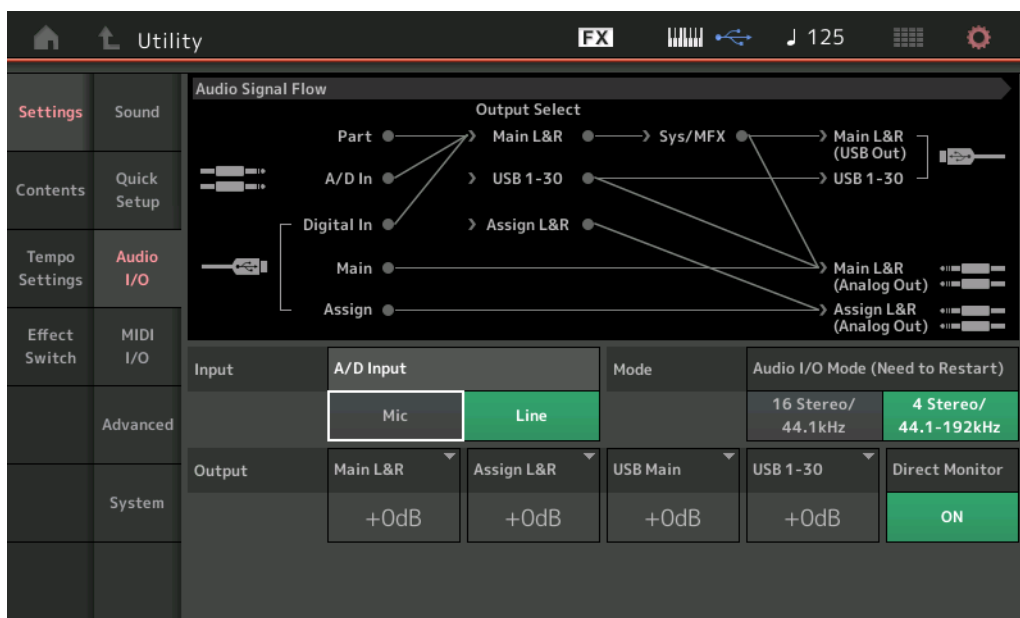 Utility
FX
125
Settings
Sound
Contents
Quick
Setup
Tempo
Settings
Audio
I/O
Effect
Switch
MIDI
I/O
Advanced
System
Audio Signal Flow
Output Select
Part
Main L&R
Sys/MFX
Main L&R
(USB Out)
A/D In
USB 1-30
USB 1-30
Digital In
Assign L&R
Main
Main L&R
(Analog Out)
Assign
Assign L&R
(Analog Out)
Input
A/D Input
Mode
Audio I/O Mode (Need to Restart)
Mic
Line
16 Stereo/
44.1kHz
4 Stereo/
44.1-192kHz
Output
Main L&R
Assign L&R
USB Main
USB 1-30
Direct Monitor
+0dB
+0dB
+0dB
+0dB
ON